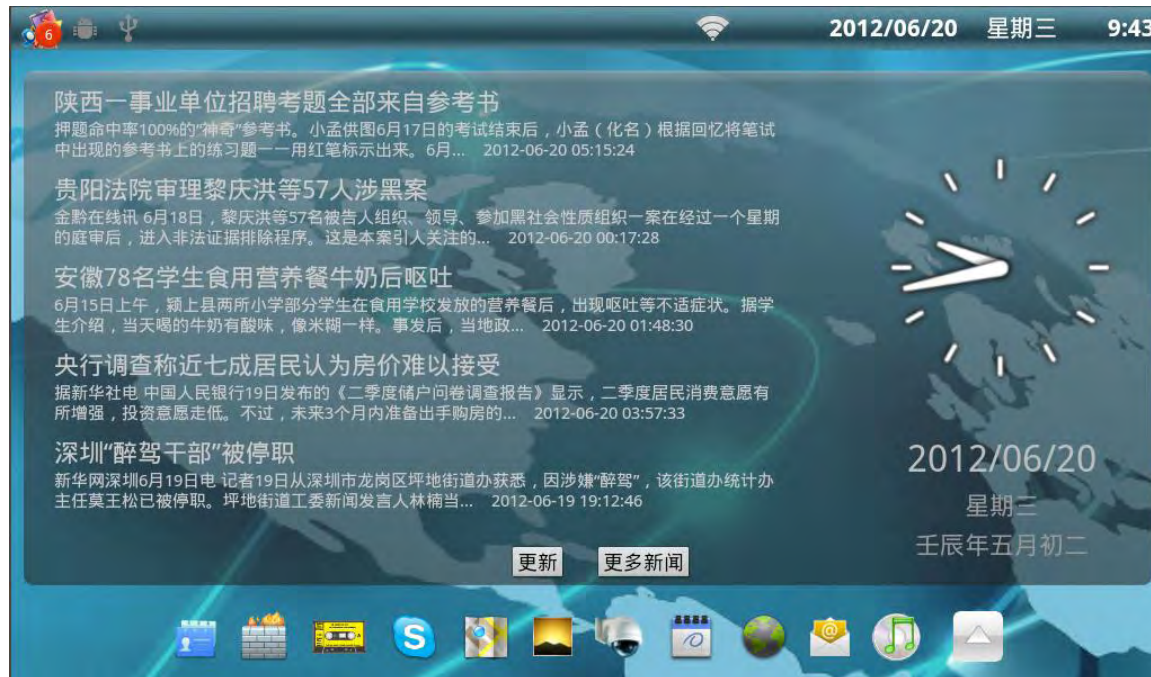 6
2012/06/20 星期三 9:43
陕西一事业单位招聘考题全部来自参考书
押题命中率100%的“神奇”参考书。小孟供图6月17日的考试结束后，小孟（化名）根据回忆将笔试
中出现的参考书上的练习题一一用红笔标示出来。6月... 2012-06-20 05:15:24
贵阳法院审理黎庆洪等57人涉黑案
金黔在线讯 6月18日，黎庆洪等57名被告人组织、领导、参加黑社会性质组织一案在经过一个星期
的庭审后，进入非法证据排除程序。这是本案引人关注的... 2012-06-20 00:17:28
安徽78名学生食用营养餐牛奶后呕吐
6月15日上午，颍上县两所小学部分学生在食用学校发放的营养餐后，出现呕吐等不适症状。据学
生介绍，当天喝的牛奶有酸味，像米糊一样。事发后，当地政... 2012-06-20 01:48:30
央行调查称近七成居民认为房价难以接受
据新华社电 中国人民银行19日发布的《二季度储户问卷调查报告》显示，二季度居民消费意愿有
所增强，投资意愿走低。不过，未来3个月内准备出手购房的... 2012-06-20 03:57:33
深圳“醉驾干部”被停职
新华网深圳6月19日电 记者19日从深圳市龙岗区坪地街道办获悉，因涉嫌“醉驾”，该街道办统计办
主任莫王松已被停职。坪地街道工委新闻发言人林楠当... 2012-06-19 19:12:46
更新 更多新闻
2012/06/20
星期三
壬辰年五月初二